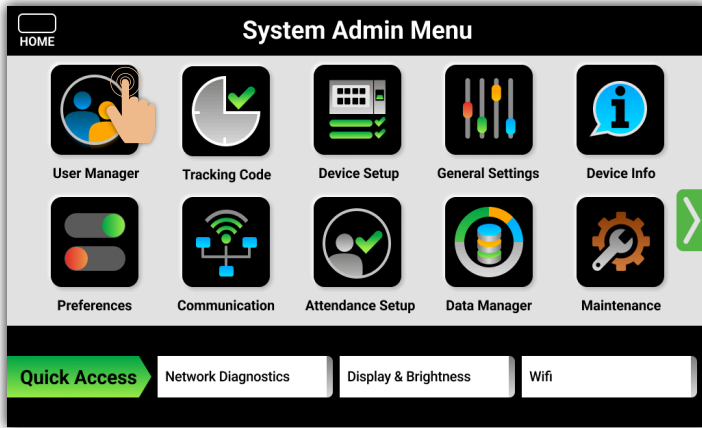 HOME
System Admin Menu
User Manager
Tracking Code
Device Setup
General Settings
Device Info
Preferences
Communication
Attendance Setup
Data Manager
Maintenance
Quick Access
Network Diagnostics
Display & Brightness
Wifi